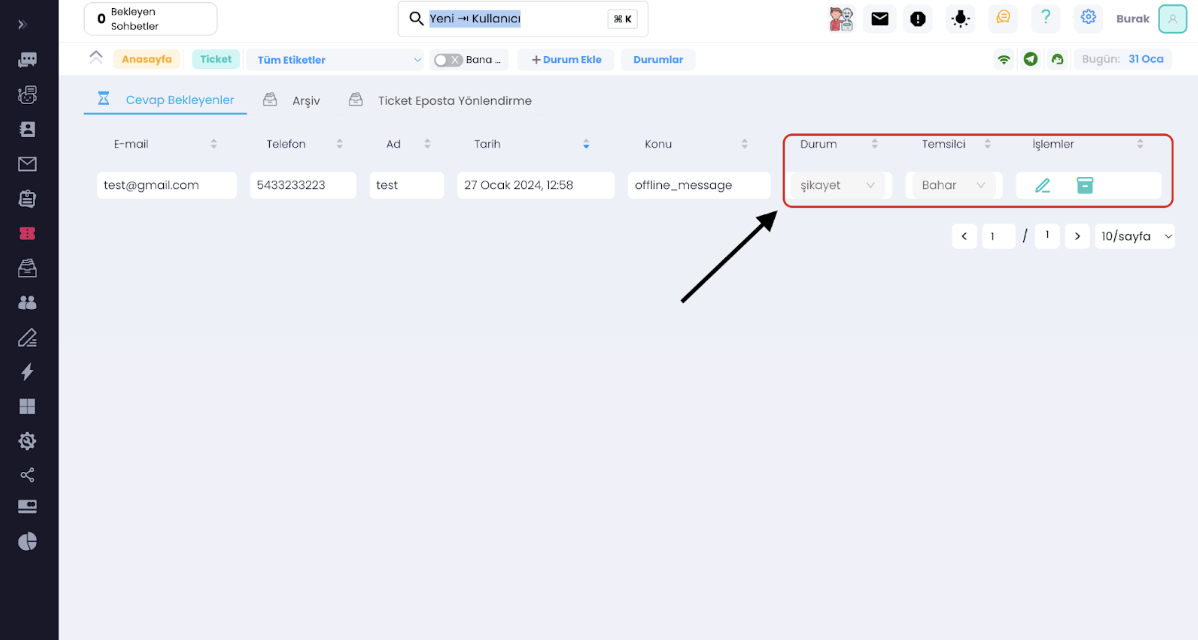 0 Bekleyen
Sohbetler
Yeni ⇥ Kullanıcı ⌘ K
Burak
Anasayfa Ticket Tüm Etiketler Bana ... + Durum Ekle Durumlar Bugün: 31 Oca
Cevap Bekleyenler Arşiv Ticket Eposta Yönlendirme
E-mail Telefon Ad Tarih Konu Durum Temsilci İşlemler
test@gmail.com 5433233223 test 27 Ocak 2024, 12:58 offline_message şikayet Bahar
< 1 / 1 > 10/sayfa